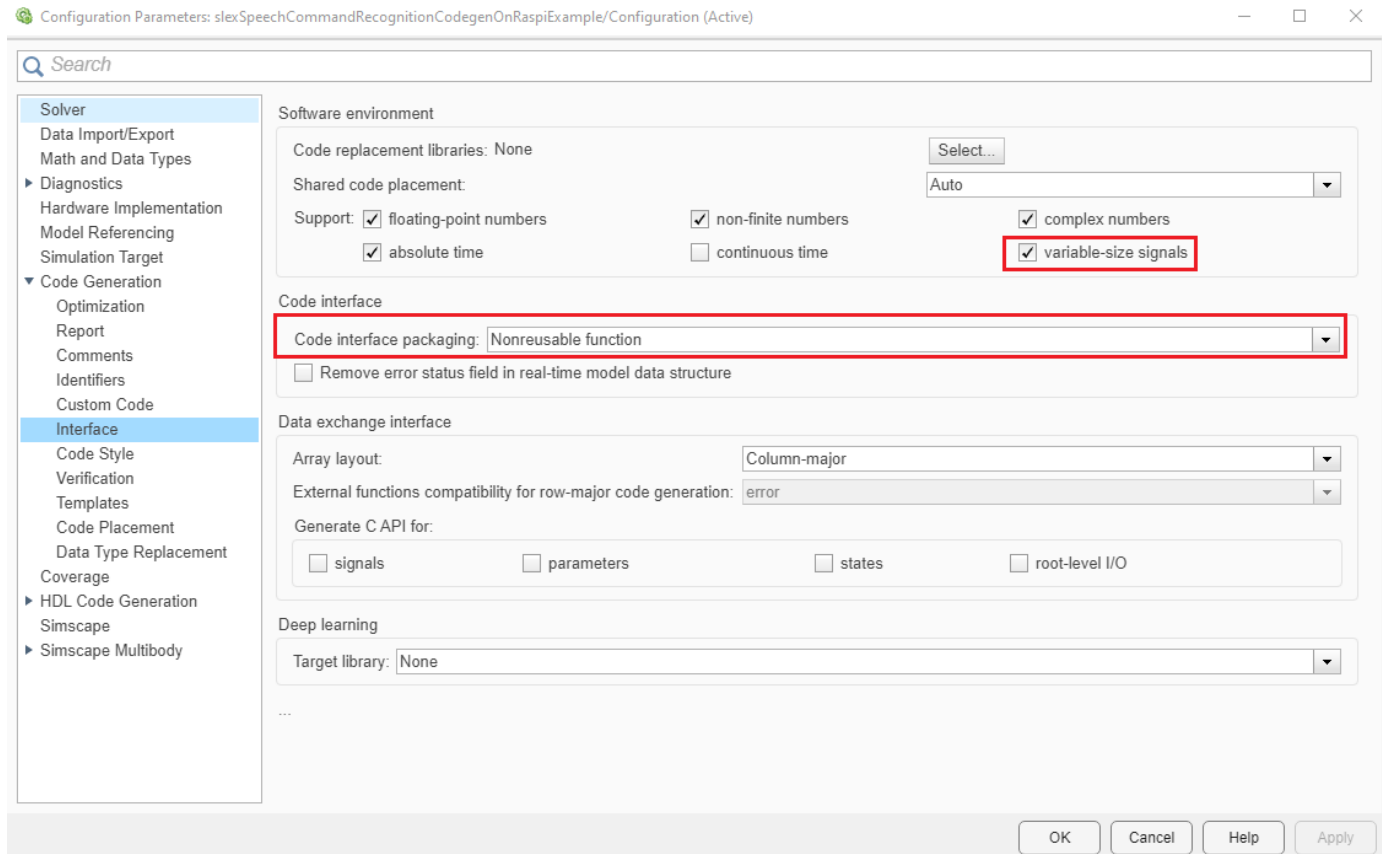 Configuration Parameters: slexSpeechCommandRecognitionCodegenOnRaspiExample/Configuration (Active)
Search
Solver
Data Import/Export
Math and Data Types
Diagnostics
Hardware Implementation
Model Referencing
Simulation Target
Code Generation
Optimization
Report
Comments
Identifiers
Custom Code
Interface
Code Style
Verification
Templates
Code Placement
Data Type Replacement
Coverage
HDL Code Generation
Simscape
Simscape Multibody
Software environment
Code replacement libraries: None Select...
Shared code placement: Auto
Support: floating-point numbers non-finite numbers complex numbers
absolute time continuous time variable-size signals
Code interface
Code interface packaging: Nonreusable function
Remove error status field in real-time model data structure
Data exchange interface
Array layout: Column-major
External functions compatibility for row-major code generation: error
Generate C API for:
signals parameters states root-level I/O
Deep learning
Target library: None
...
OK Cancel Help Apply